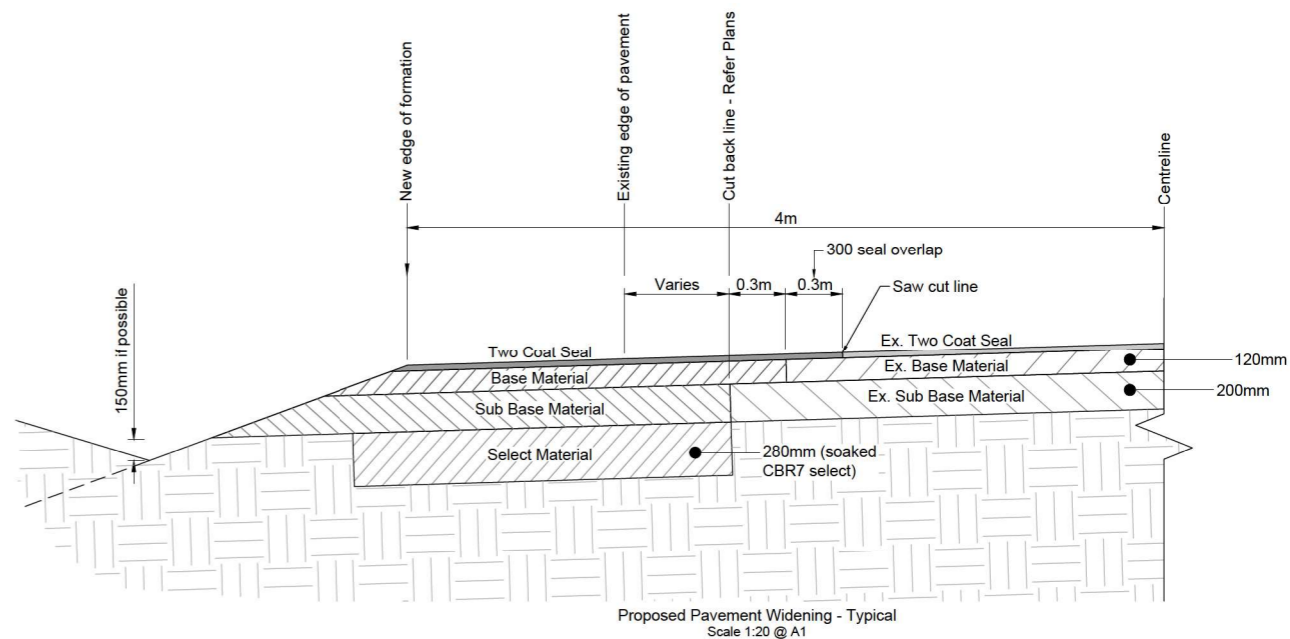 New edge of formation
Existing edge of pavement
Cut back line - Refer Plans
Centreline
4m
300 seal overlap
Varies
0.3m
0.3m
Saw cut line
150mm if possible
Two Coat Seal
Ex. Two Coat Seal
Base Material
Ex. Base Material
120mm
Sub Base Material
Ex. Sub Base Material
200mm
Select Material
280mm (soaked
CBR7 select)
Proposed Pavement Widening - Typical
Scale 1:20 @ A1